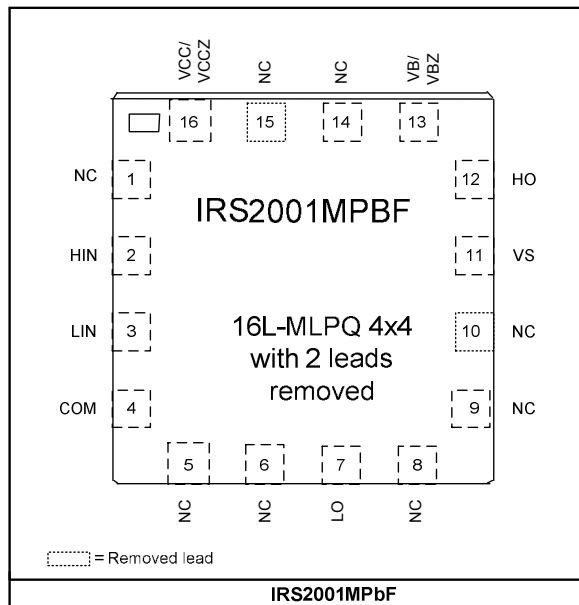 VCC/
VCCZ
NC
NC
VB/
VBZ
16
15
14
13
NC
1
12
HO
IRS2001MPBF
HIN
2
11
VS
LIN
3
16L-MLPQ 4x4
with 2 leads
removed
10
NC
COM
4
9
NC
5
6
7
8
NC
NC
LO
NC
= Removed lead
IRS2001MPbF